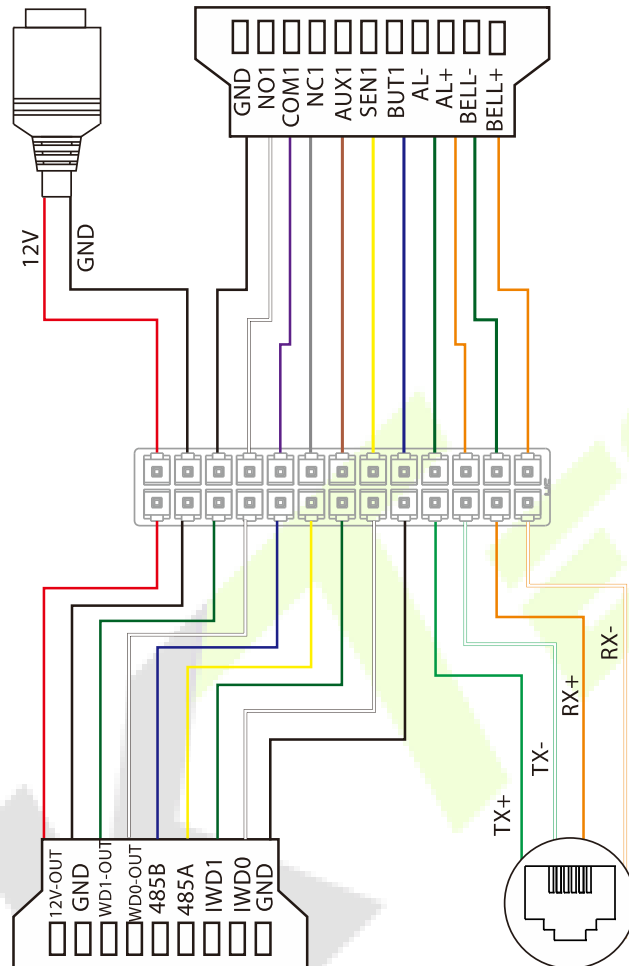 GND
NO1
COM1
NC1
AUX1
SEN1
BUT1
AL-
AL+
BELL-
BELL+
12V
GND
RX-
RX+
TX-
TX+
12V-OUT
GND
WD1-OUT
WD0-OUT
485B
485A
IWD1
IWD0
GND